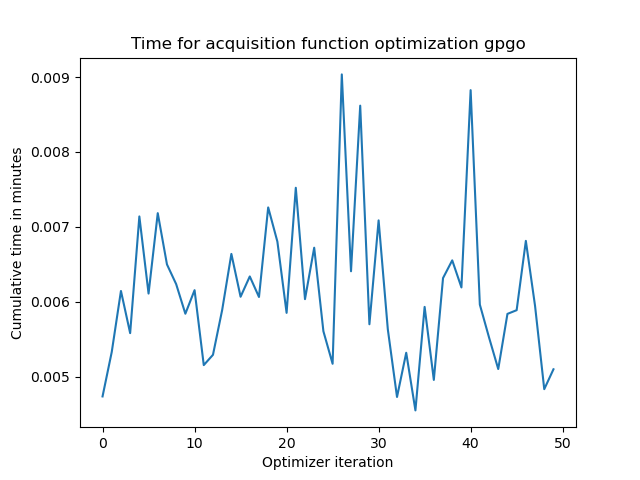 Time for acquisition function optimization gpgo
Cumulative time in minutes
0.009
0.008
0.007
0.006
0.005
0 10 20 30 40 50
Optimizer iteration